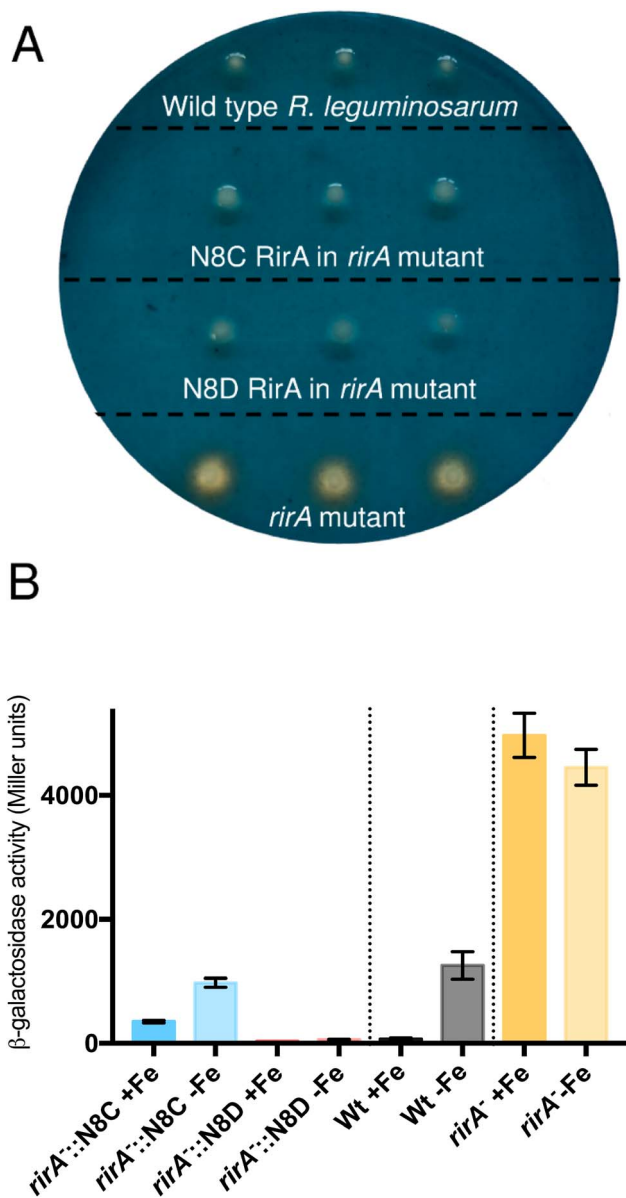 A
Wild type R. leguminosarum
N8C RirA in rirA mutant
N8D RirA in rirA mutant
rirA mutant
B
β-galactosidase activity (Miller units)
4000
2000
0
rirA⁻::N8C +Fe
rirA⁻::N8C -Fe
rirA⁻::N8D +Fe
rirA⁻::N8D -Fe
Wt +Fe
Wt -Fe
rirA⁻ +Fe
rirA⁻-Fe